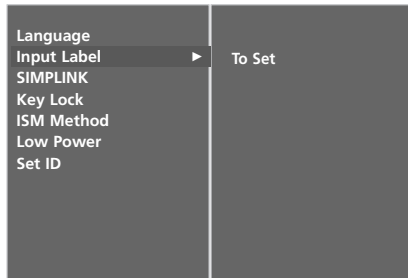 Language
Input Label ► To Set
SIMPLINK
Key Lock
ISM Method
Low Power
Set ID